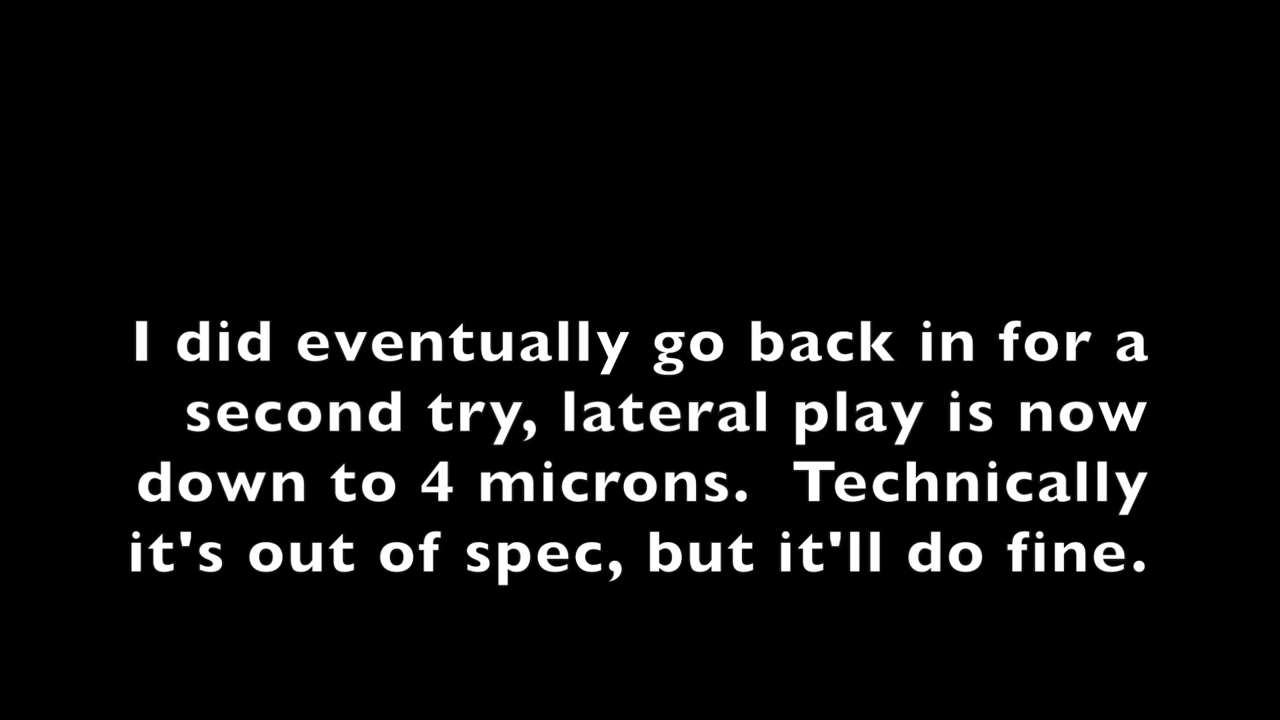 I did eventually go back in for a
second try, lateral play is now
down to 4 microns.  Technically
it's out of spec, but it'll do fine.